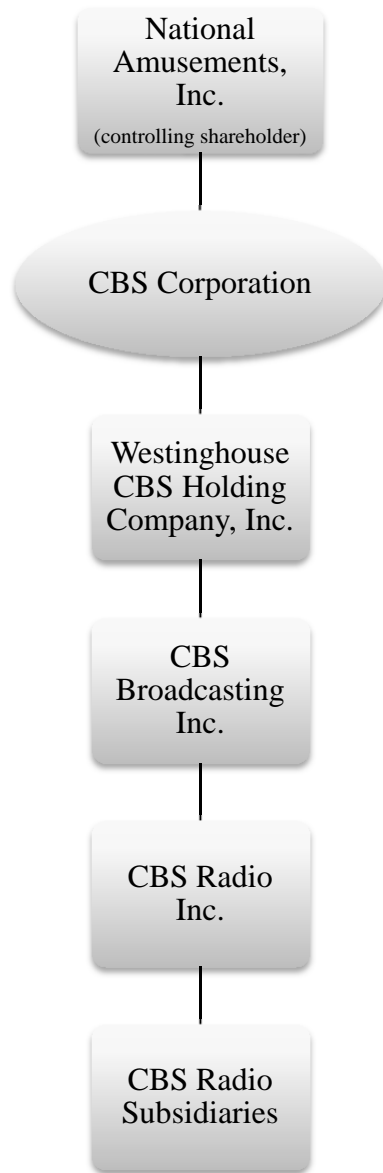 National
Amusements,
Inc.
(controlling shareholder)
CBS Corporation
Westinghouse
CBS Holding
Company, Inc.
CBS
Broadcasting
Inc.
CBS Radio
Inc.
CBS Radio
Subsidiaries